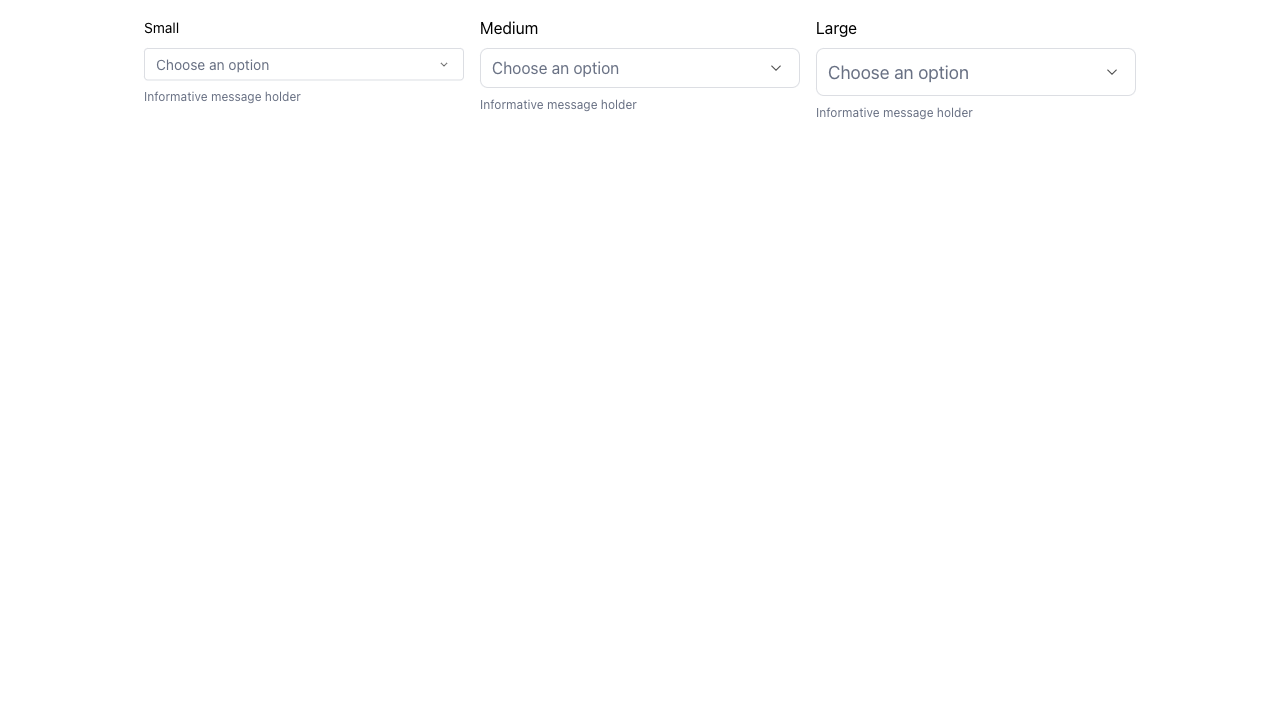 Small
Choose an option
Informative message holder
Medium
Choose an option
Informative message holder
Large
Choose an option
Informative message holder